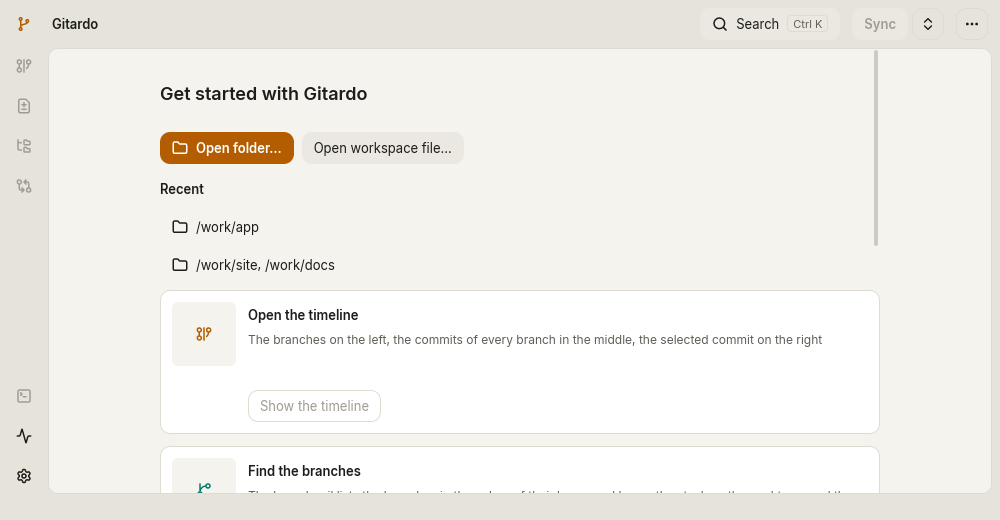 Gitardo
Search Ctrl K
Sync
Get started with Gitardo
Open folder...
Open workspace file...
Recent
/work/app
/work/site, /work/docs
Open the timeline
The branches on the left, the commits of every branch in the middle, the selected commit on the right
Show the timeline
Find the branches